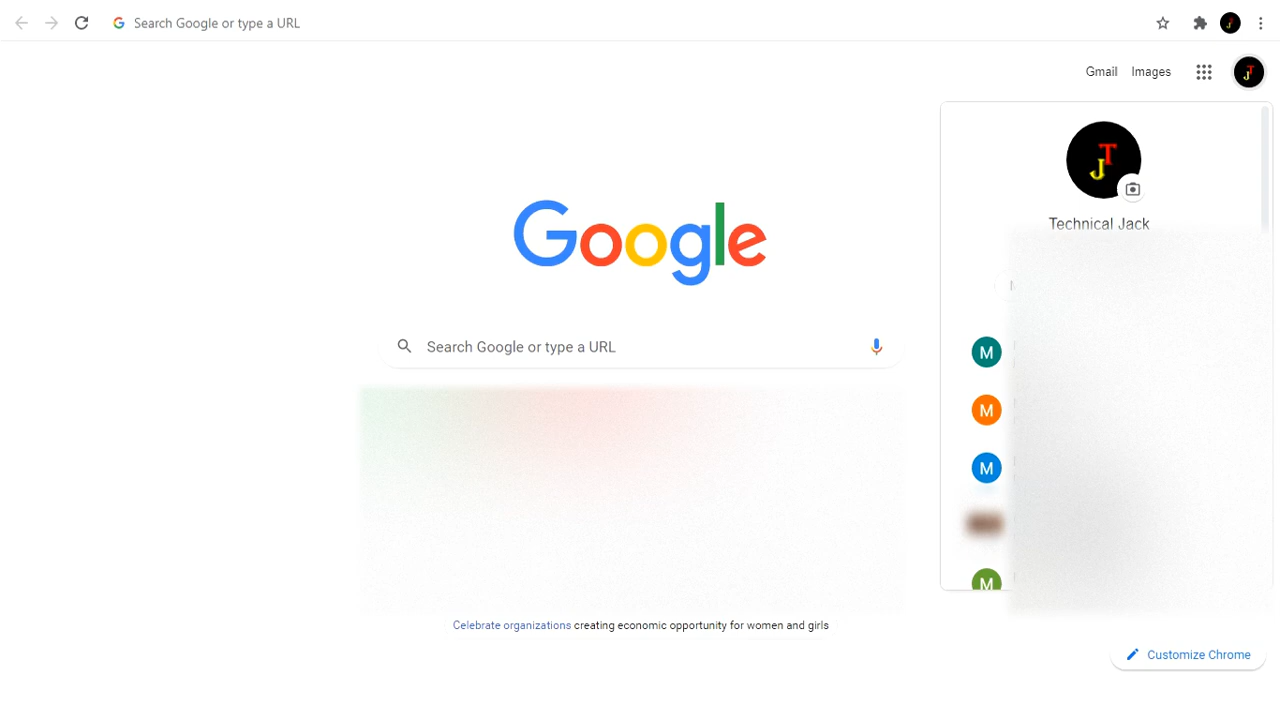 Search Google or type a URL
Gmail Images
JT
Technical Jack
Google
Search Google or type a URL
M
M
M
M
Celebrate organizations creating economic opportunity for women and girls
Customize Chrome